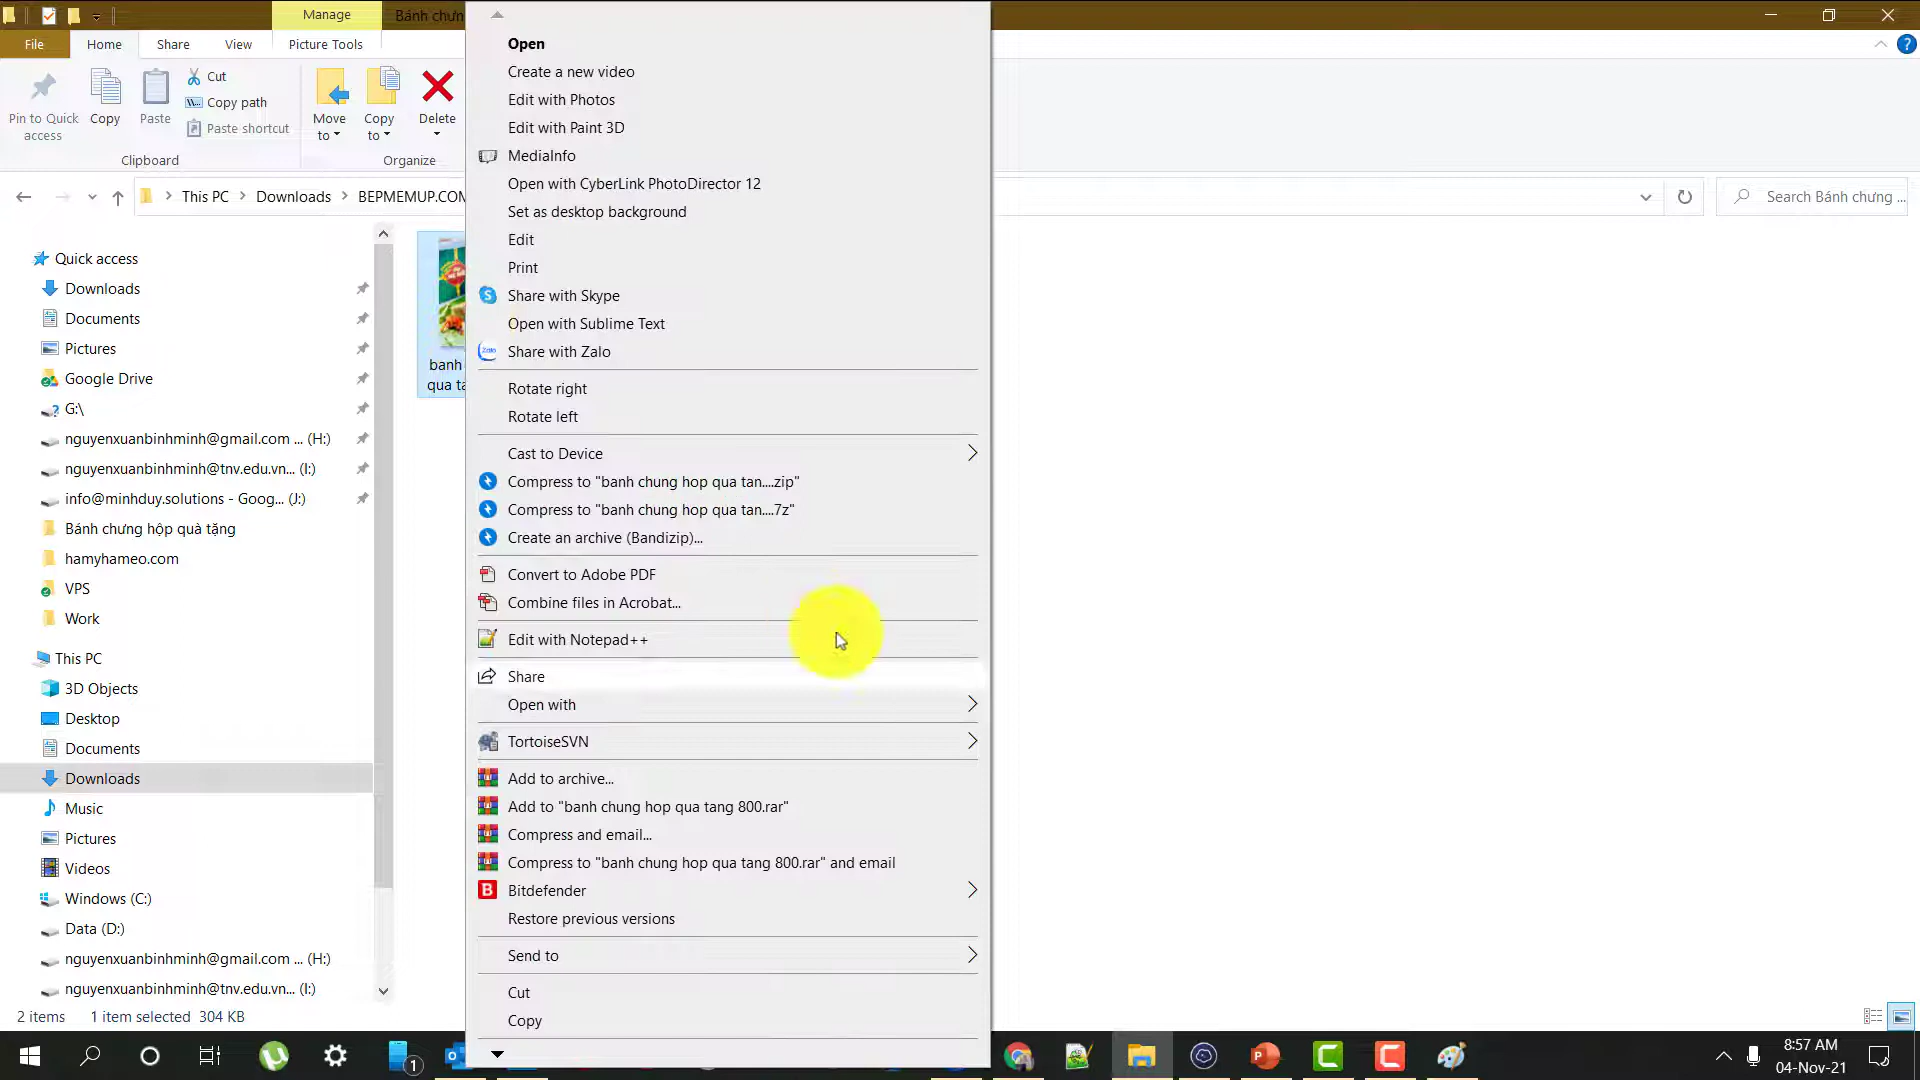 Manage
Bánh chưn
File
Home
Share
View
Picture Tools
Pin to Quick
access
Copy
Paste
Cut
Copy path
Paste shortcut
Clipboard
Move
to
Copy
to
Delete
Organize
This PC
Downloads
BEPMEMUP.COM
Search Bánh chưng ...
Quick access
Downloads
Documents
Pictures
Google Drive
G:\
nguyenxuanbinhminh@gmail.com ... (H:)
nguyenxuanbinhminh@tnv.edu.vn... (I:)
info@minhduy.solutions - Goog... (J:)
Bánh chưng hộp quà tặng
hamyhameo.com
VPS
Work
This PC
3D Objects
Desktop
Documents
Downloads
Music
Pictures
Videos
Windows (C:)
Data (D:)
nguyenxuanbinhminh@gmail.com ... (H:)
nguyenxuanbinhminh@tnv.edu.vn... (I:)
2 items
1 item selected 304 KB
banh
qua ta
Open
Create a new video
Edit with Photos
Edit with Paint 3D
MediaInfo
Open with CyberLink PhotoDirector 12
Set as desktop background
Edit
Print
Share with Skype
Open with Sublime Text
Zalo
Share with Zalo
Rotate right
Rotate left
Cast to Device
Compress to "banh chung hop qua tan....zip"
Compress to "banh chung hop qua tan....7z"
Create an archive (Bandizip)...
Convert to Adobe PDF
Combine files in Acrobat...
Edit with Notepad++
Share
Open with
TortoiseSVN
Add to archive...
Add to "banh chung hop qua tang 800.rar"
Compress and email...
Compress to "banh chung hop qua tang 800.rar" and email
B
Bitdefender
Restore previous versions
Send to
Cut
Copy
1
8:57 AM
04-Nov-21